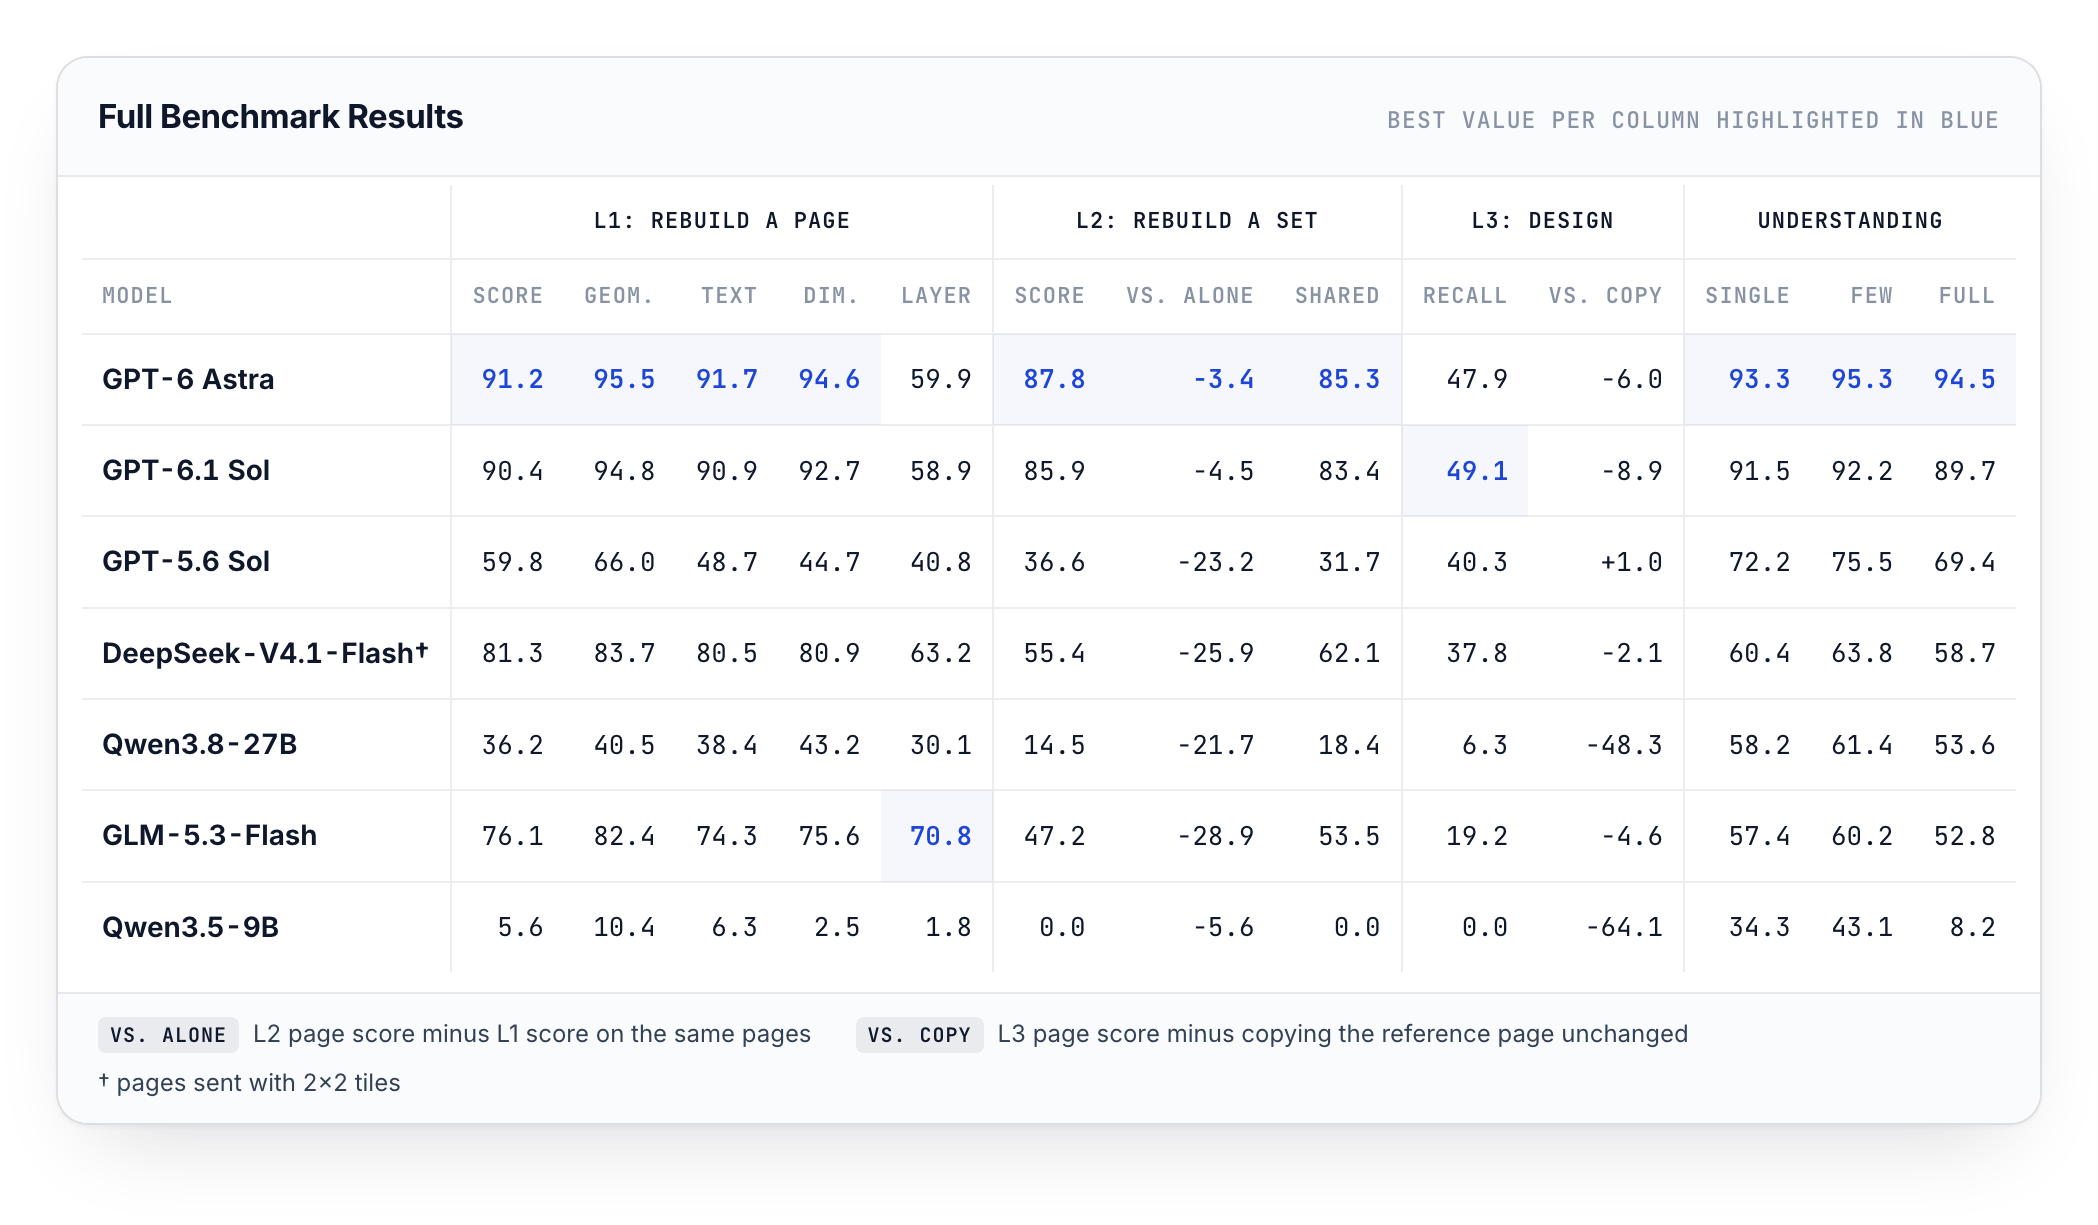 Full Benchmark Results BEST VALUE PER COLUMN HIGHLIGHTED IN BLUE
L1: REBUILD A PAGE L2: REBUILD A SET L3: DESIGN UNDERSTANDING
MODEL SCORE GEOM. TEXT DIM. LAYER SCORE VS. ALONE SHARED RECALL VS. COPY SINGLE FEW FULL
GPT-6 Astra 91.2 95.5 91.7 94.6 59.9 87.8 -3.4 85.3 47.9 -6.0 93.3 95.3 94.5
GPT-6.1 Sol 90.4 94.8 90.9 92.7 58.9 85.9 -4.5 83.4 49.1 -8.9 91.5 92.2 89.7
GPT-5.6 Sol 59.8 66.0 48.7 44.7 40.8 36.6 -23.2 31.7 40.3 +1.0 72.2 75.5 69.4
DeepSeek-V4.1-Flash† 81.3 83.7 80.5 80.9 63.2 55.4 -25.9 62.1 37.8 -2.1 60.4 63.8 58.7
Qwen3.8-27B 36.2 40.5 38.4 43.2 30.1 14.5 -21.7 18.4 6.3 -48.3 58.2 61.4 53.6
GLM-5.3-Flash 76.1 82.4 74.3 75.6 70.8 47.2 -28.9 53.5 19.2 -4.6 57.4 60.2 52.8
Qwen3.5-9B 5.6 10.4 6.3 2.5 1.8 0.0 -5.6 0.0 0.0 -64.1 34.3 43.1 8.2
VS. ALONE L2 page score minus L1 score on the same pages VS. COPY L3 page score minus copying the reference page unchanged
† pages sent with 2×2 tiles